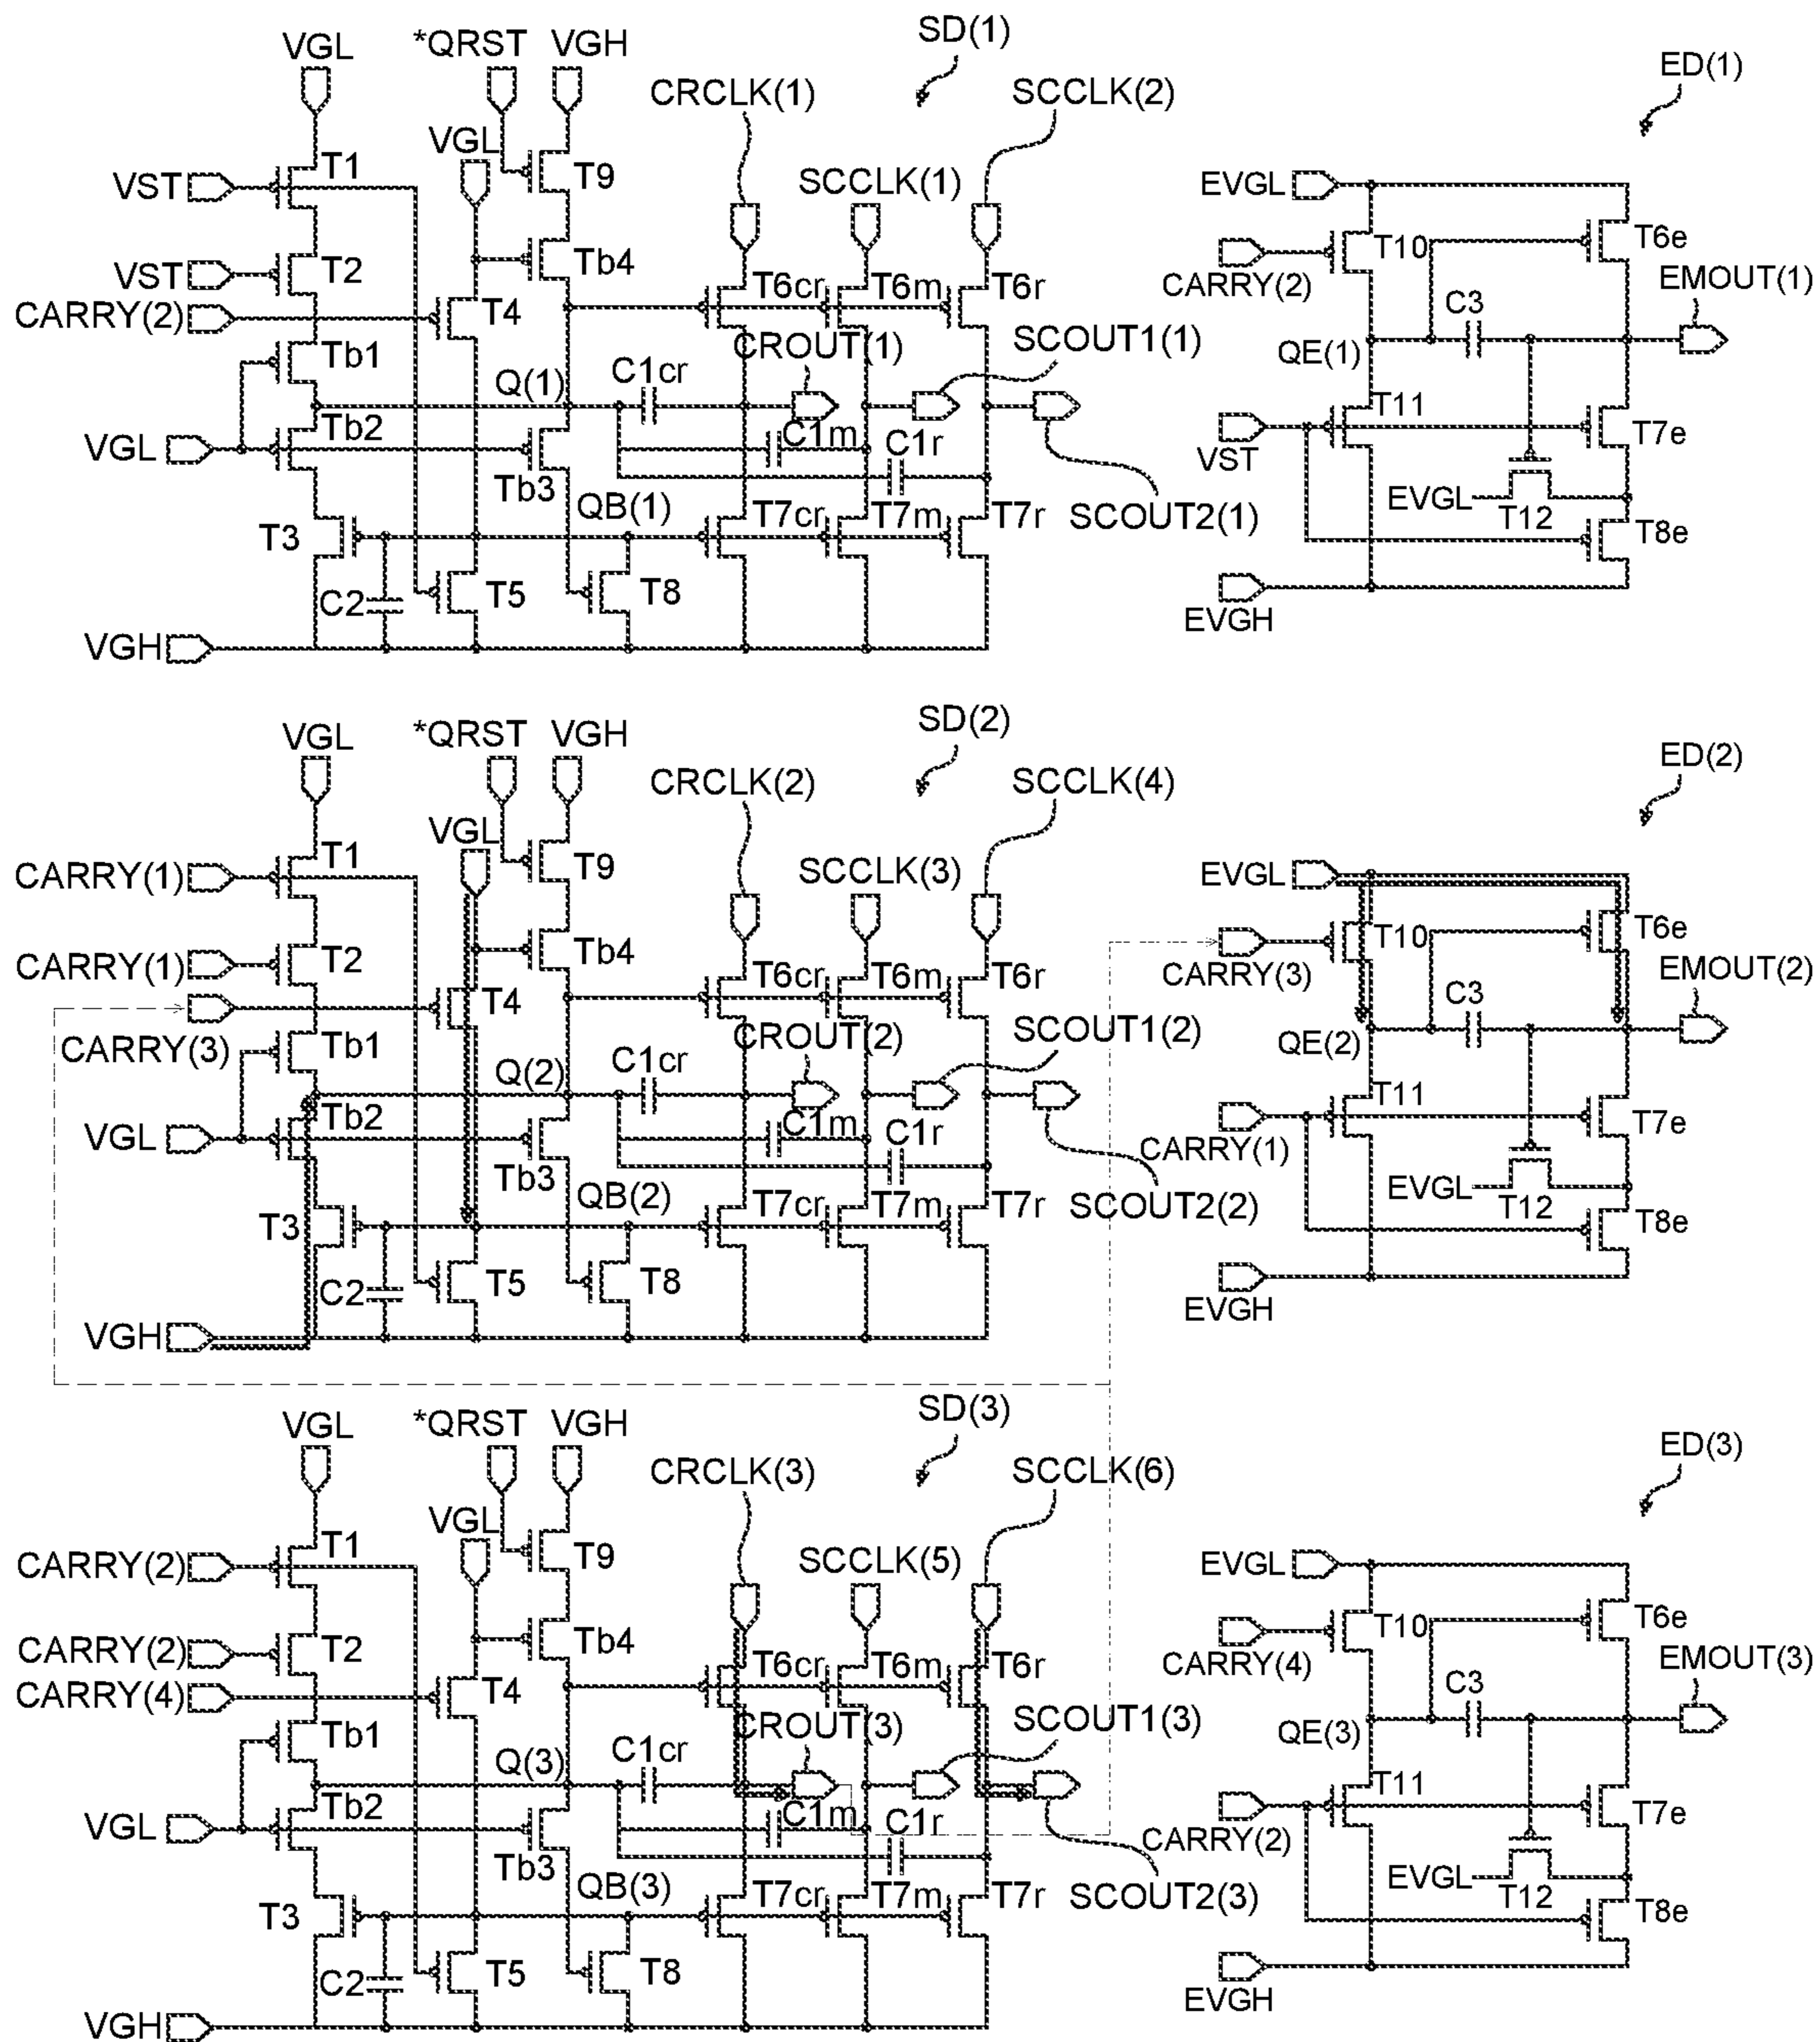 SD(1)
*QRST VGH
VGL
ED(1)
CRCLK(1) SCCLK(2)
VGL
T1 T9
VST SCCLK(1) EVGL
T10 T6e
T2 Tb4
VST CARRY(2) EMOUT(1)
T6cr T6m T6r
CARRY(2) T4 C3
CROUT(1) SCOUT1(1)
Tb1 QE(1)
Q(1) C1cr
T11
Tb2 C1m C1r T7e
VGL VST
Tb3
QB(1) EVGL
T7cr T7m T7r SCOUT2(1) T12
T3 T8e
C2 T5 T8
EVGH
VGH
SD(2)
*QRST VGH
VGL
ED(2)
CRCLK(2) SCCLK(4)
VGL
T1 T9
CARRY(1) SCCLK(3) EVGL
T10 T6e
T2 Tb4
CARRY(1) CARRY(3) EMOUT(2)
T6cr T6m T6r
T4 C3
CARRY(3) Tb1 CROUT(2) SCOUT1(2)
QE(2)
Q(2) C1cr
T11
Tb2 C1m C1r T7e
VGL CARRY(1)
Tb3
QB(2) EVGL
T7cr T7m T7r SCOUT2(2) T12
T3 T8e
C2 T5 T8
EVGH
VGH
SD(3)
*QRST VGH
VGL
ED(3)
CRCLK(3) SCCLK(6)
VGL
T1 T9
CARRY(2) SCCLK(5) EVGL
T10 T6e
T2 Tb4
CARRY(2) CARRY(4) EMOUT(3)
T6cr T6m T6r
CARRY(4) T4 C3
CROUT(3) SCOUT1(3)
Tb1 QE(3)
Q(3) C1cr
T11
Tb2 C1m C1r T7e
VGL CARRY(2)
Tb3
QB(3) EVGL
T7cr T7m T7r SCOUT2(3) T12
T3 T8e
C2 T5 T8
EVGH
VGH